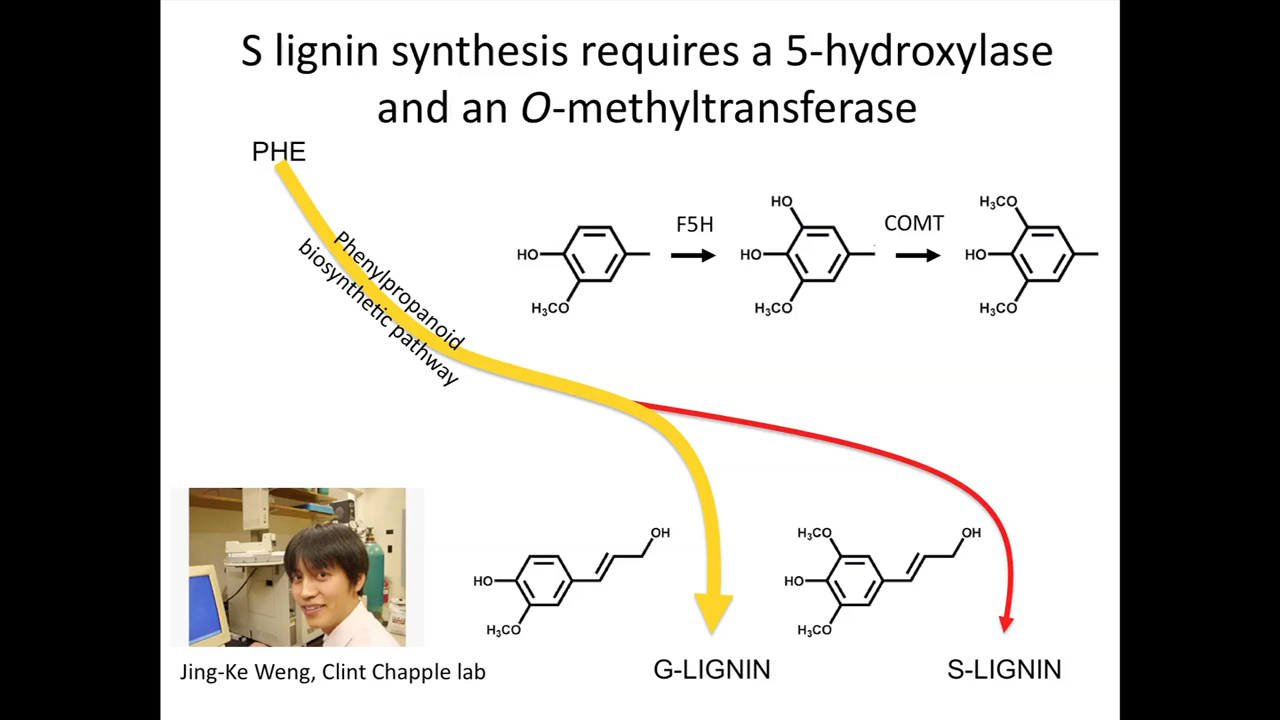 S lignin synthesis requires a 5-hydroxylase
and an O-methyltransferase
PHE
Phenylpropanoid
biosynthetic pathway
HO
H₃CO
F5H
HO
HO
H₃CO
COMT
H₃CO
HO
H₃CO
OH
HO
H₃CO
H₃CO
OH
HO
H₃CO
Jing-Ke Weng, Clint Chapple lab
G-LIGNIN
S-LIGNIN